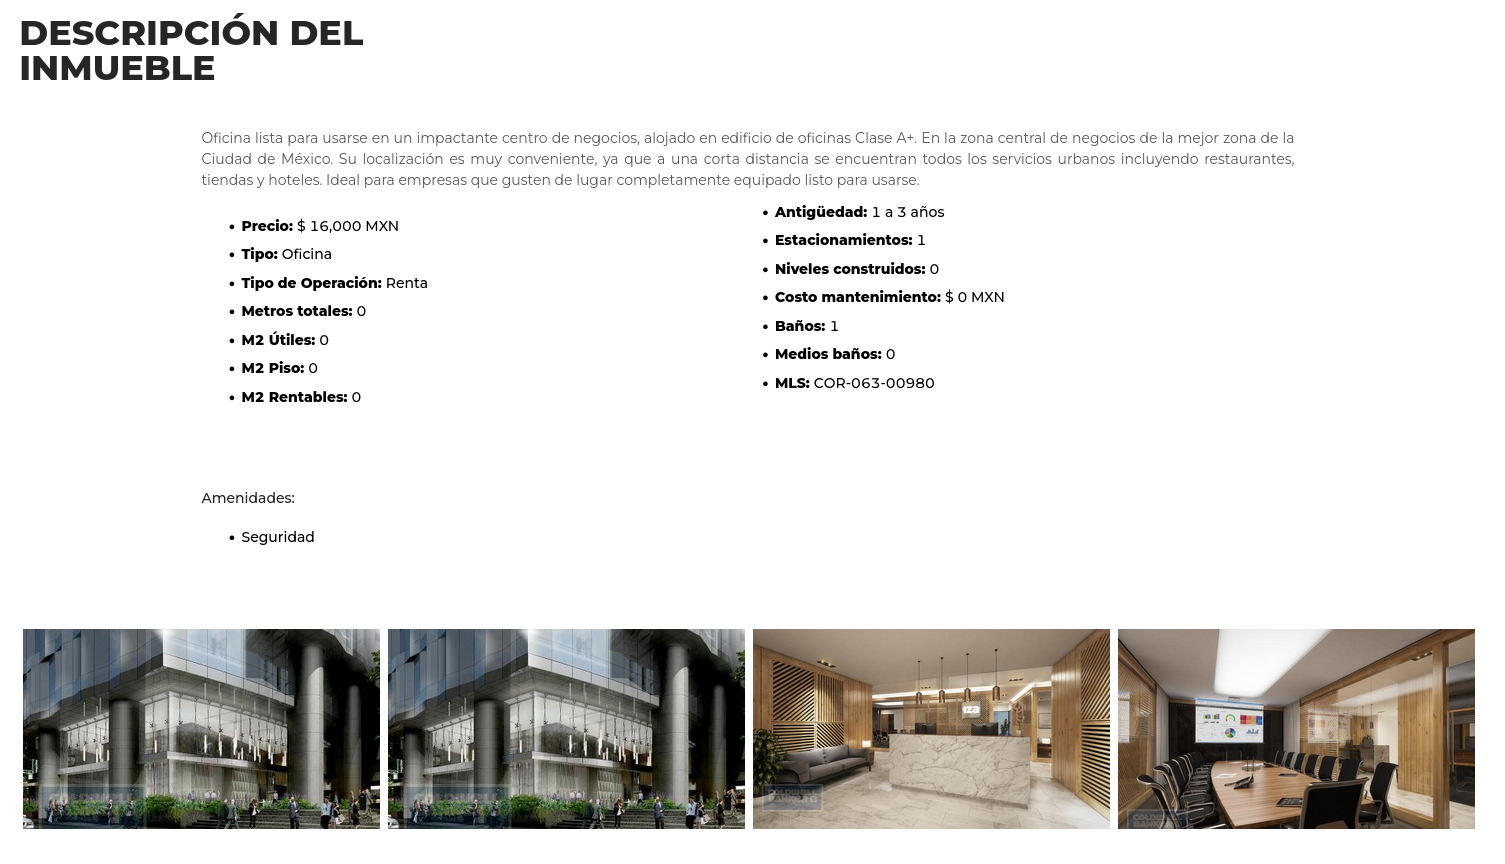 DESCRIPCIÓN DEL
INMUEBLE
Oficina lista para usarse en un impactante centro de negocios, alojado en edificio de oficinas Clase A+. En la zona central de negocios de la mejor zona de la
Ciudad de México. Su localización es muy conveniente, ya que a una corta distancia se encuentran todos los servicios urbanos incluyendo restaurantes,
tiendas y hoteles. Ideal para empresas que gusten de lugar completamente equipado listo para usarse.
• Precio: $ 16,000 MXN
• Tipo: Oficina
• Tipo de Operación: Renta
• Metros totales: 0
• M2 Útiles: 0
• M2 Piso: 0
• M2 Rentables: 0
• Antigüedad: 1 a 3 años
• Estacionamientos: 1
• Niveles construidos: 0
• Costo mantenimiento: $ 0 MXN
• Baños: 1
• Medios baños: 0
• MLS: COR-063-00980
Amenidades:
• Seguridad
iza
COLDWELL
BANKER
COLDWELL
BANKER